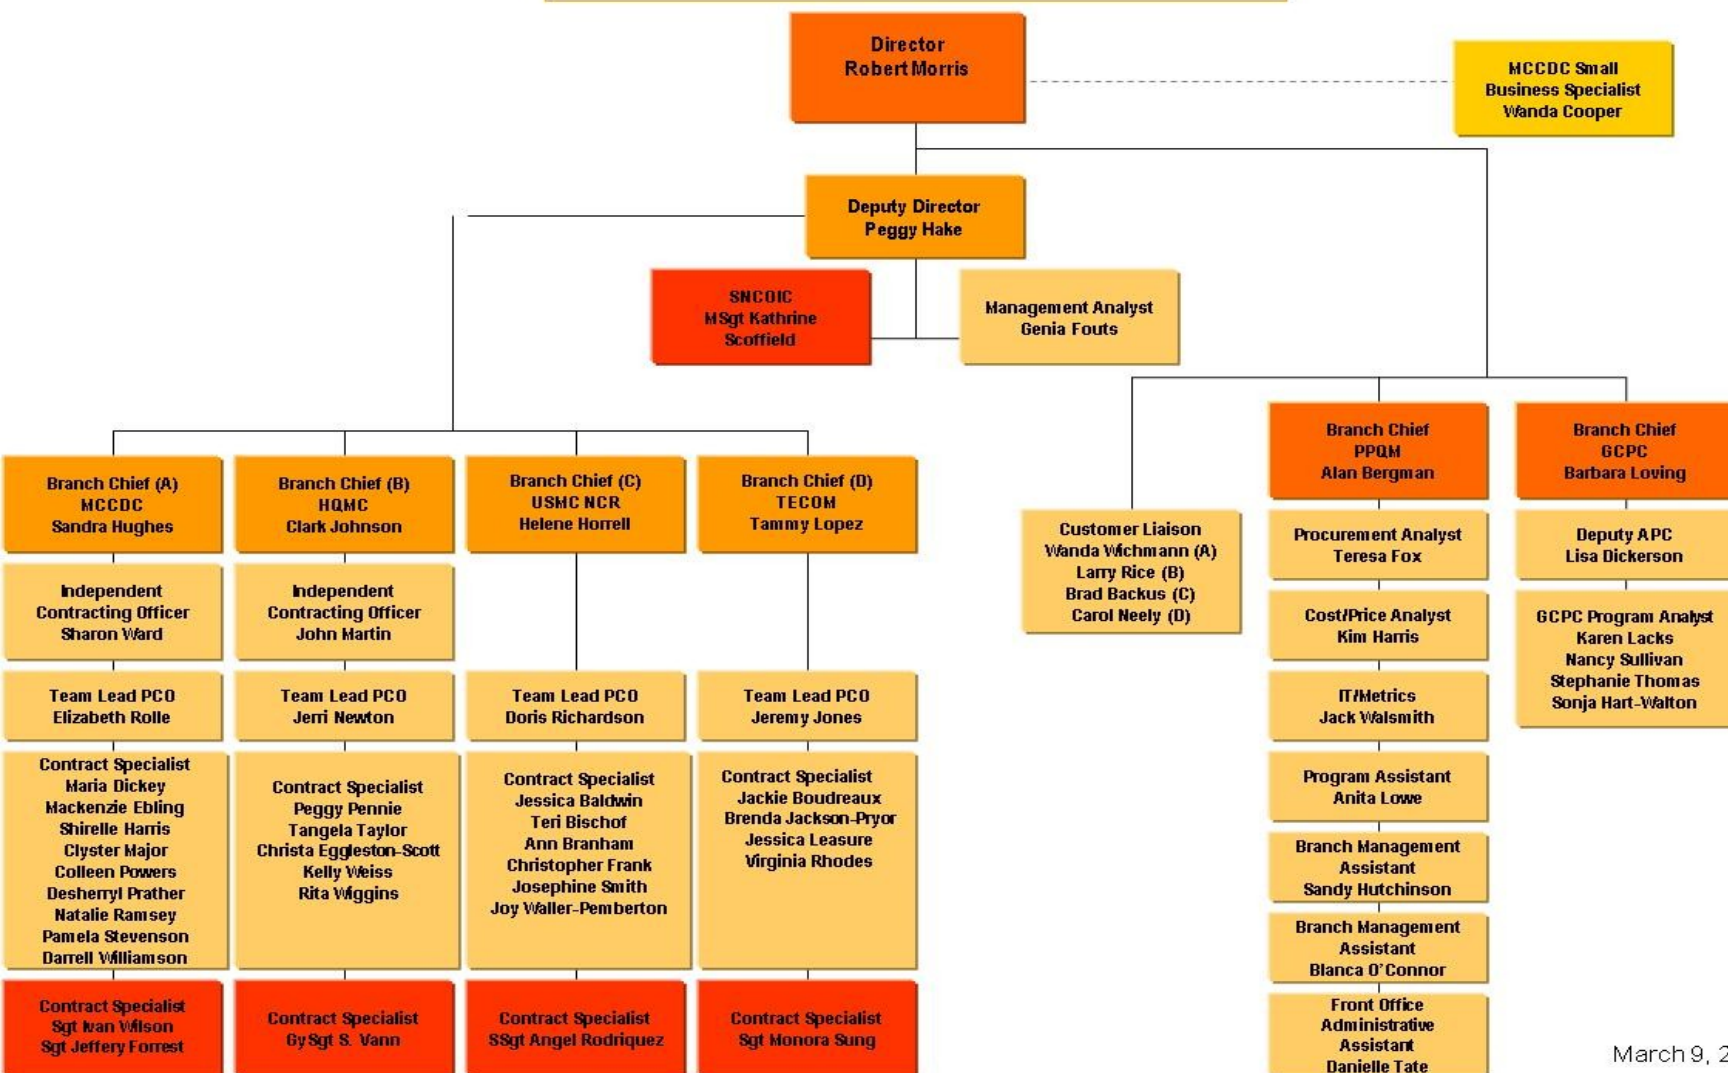 Director
Robert Morris
MCCDC Small
Business Specialist
Wanda Cooper
Deputy Director
Peggy Hake
SNCOIC
MSgt Kathrine
Scoffield
Management Analyst
Genia Fouts
Branch Chief (A)
MCCDC
Sandra Hughes
Independent
Contracting Officer
Sharon Ward
Team Lead PCO
Elizabeth Rolle
Contract Specialist
Maria Dickey
Mackenzie Ebling
Shirelle Harris
Clyster Major
Colleen Powers
Desherryl Prather
Natalie Ramsey
Pamela Stevenson
Darrell Williamson
Contract Specialist
Sgt Ivan Wilson
Sgt Jeffery Forrest
Branch Chief (B)
HQMC
Clark Johnson
Independent
Contracting Officer
John Martin
Team Lead PCO
Jerri Newton
Contract Specialist
Peggy Pennie
Tangela Taylor
Christa Eggleston-Scott
Kelly Weiss
Rita Wiggins
Contract Specialist
GySgt S. Vann
Branch Chief (C)
USMC NCR
Helene Horrell
Team Lead PCO
Doris Richardson
Contract Specialist
Jessica Baldwin
Teri Bischof
Ann Branham
Christopher Frank
Josephine Smith
Joy Waller-Pemberton
Contract Specialist
SSgt Angel Rodriquez
Branch Chief (D)
TECOM
Tammy Lopez
Team Lead PCO
Jeremy Jones
Contract Specialist
Jackie Boudreaux
Brenda Jackson-Pryor
Jessica Leasure
Virginia Rhodes
Contract Specialist
Sgt Monora Sung
Customer Liaison
Wanda Wichmann (A)
Larry Rice (B)
Brad Backus (C)
Carol Neely (D)
Branch Chief
PPQM
Alan Bergman
Procurement Analyst
Teresa Fox
Cost/Price Analyst
Kim Harris
IT/Metrics
Jack Walsmith
Program Assistant
Anita Lowe
Branch Management
Assistant
Sandy Hutchinson
Branch Management
Assistant
Blanca O'Connor
Front Office
Administrative
Assistant
Danielle Tate
Branch Chief
GCPC
Barbara Loving
Deputy APC
Lisa Dickerson
GCPC Program Analyst
Karen Lacks
Nancy Sullivan
Stephanie Thomas
Sonja Hart-Walton
March 9, 2